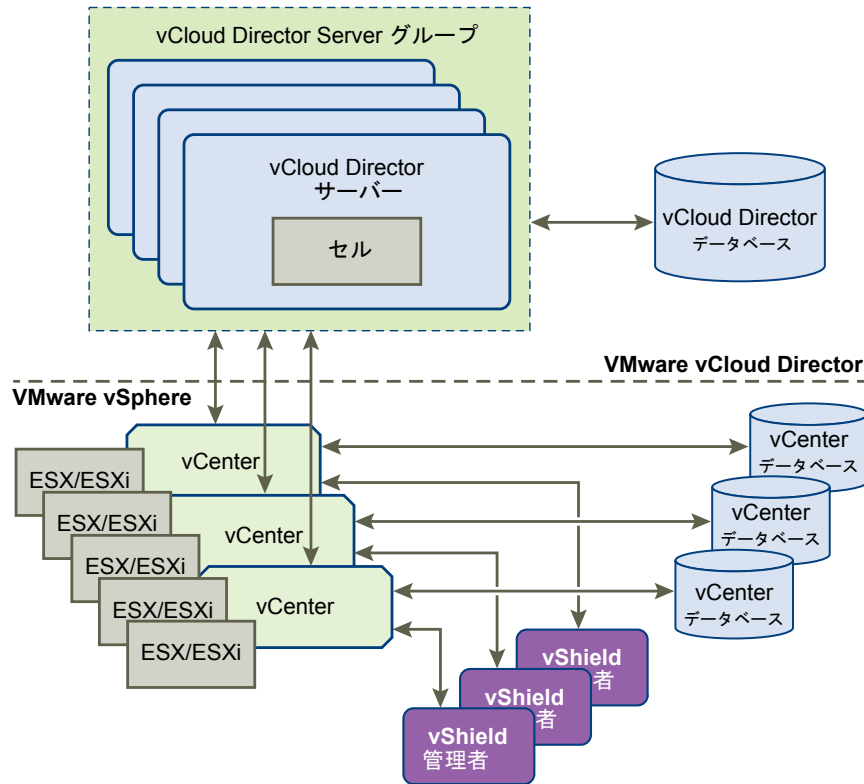 vCloud Director Server グループ
vCloud Director
サーバー
セル
vCloud Director
データベース
VMware vCloud Director
VMware vSphere
vCenter
vCenter
データベース
ESX/ESXi
vCenter
vCenter
データベース
ESX/ESXi
ESX/ESXi
vCenter
vCenter
データベース
ESX/ESXi
ESX/ESXi
vShield
者
vShield
者
vShield
管理者